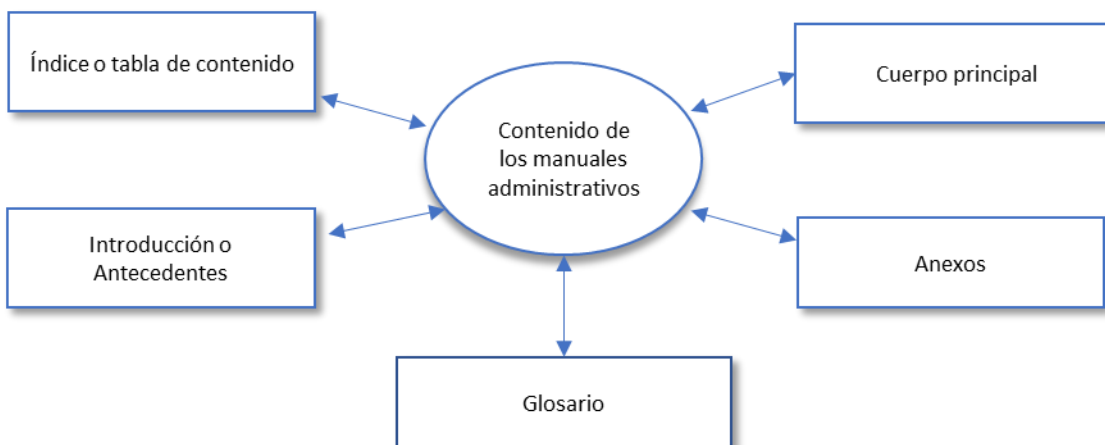 Índice o tabla de contenido
Cuerpo principal
Contenido de
los manuales
administrativos
Introducción o
Antecedentes
Anexos
Glosario